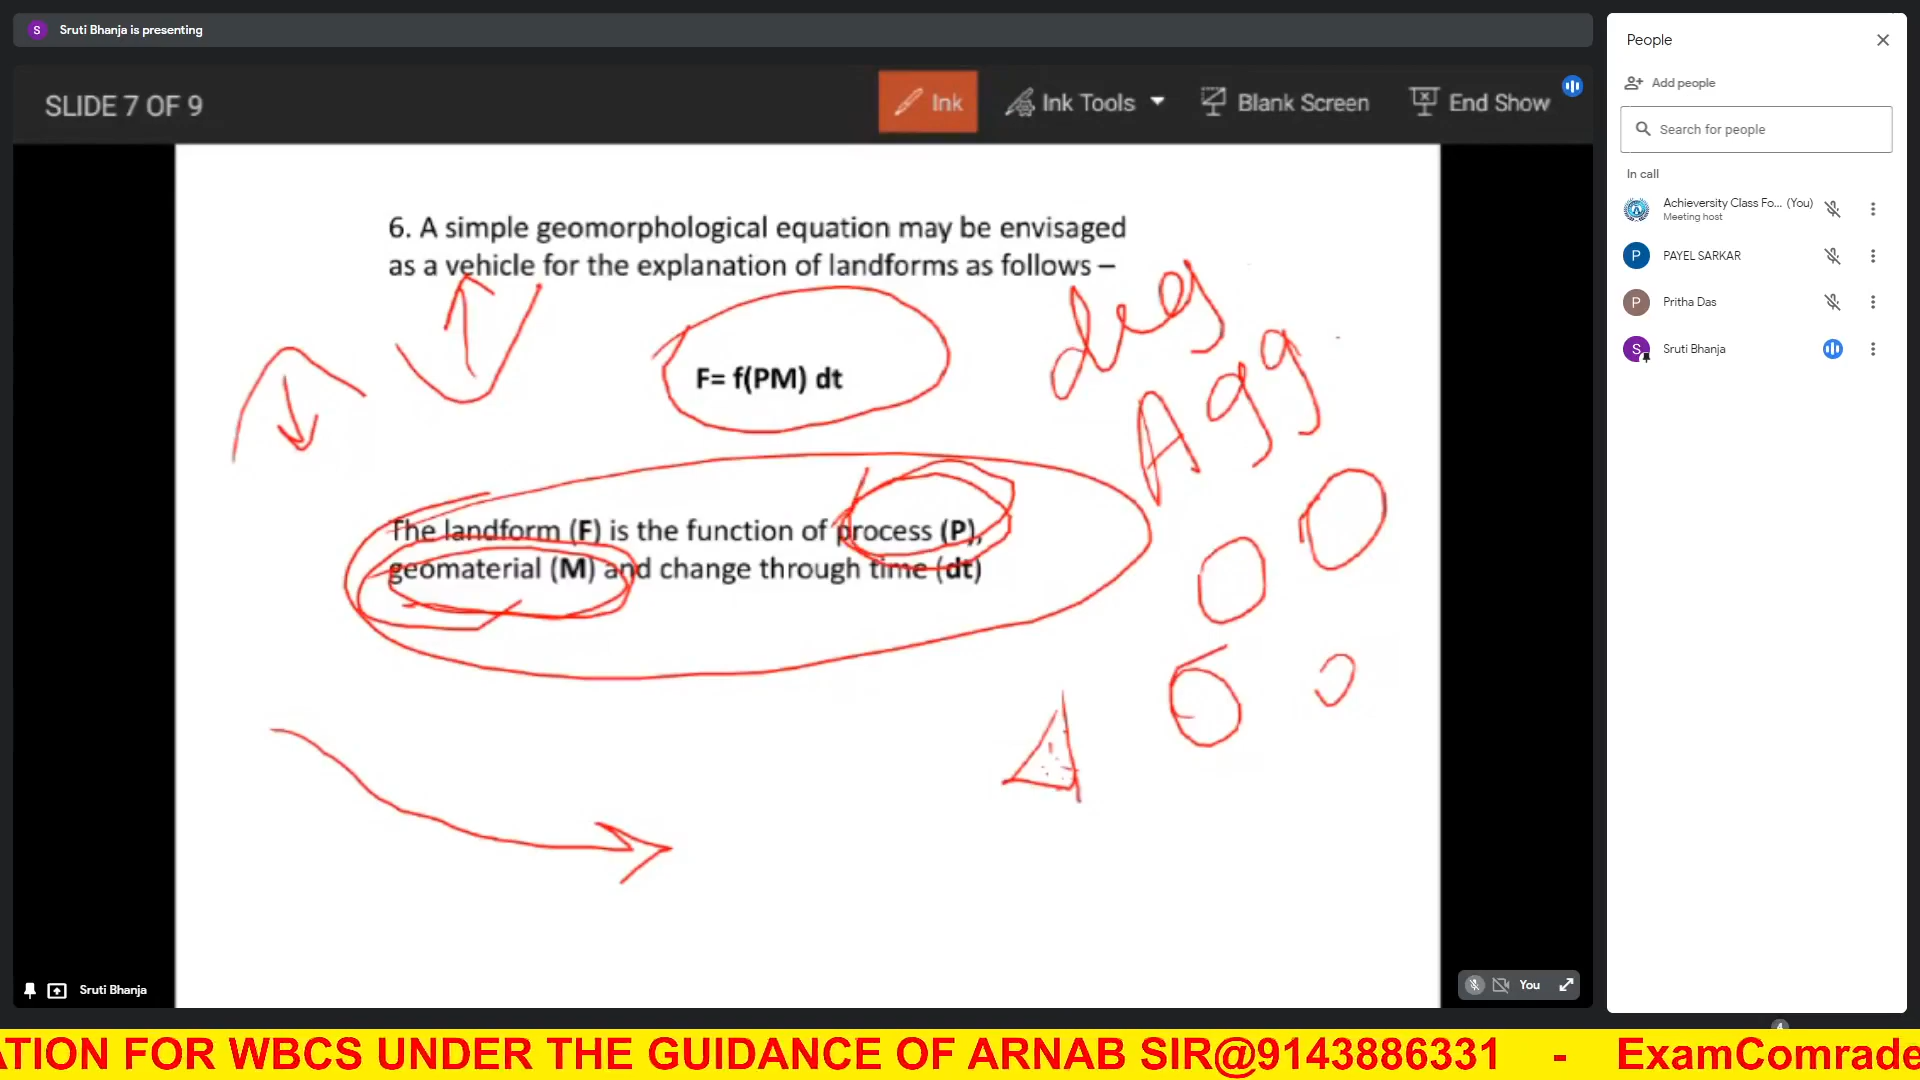 S Sruti Bhanja is presenting
SLIDE 7 OF 9
Ink
Ink Tools
Blank Screen
End Show
6. A simple geomorphological equation may be envisaged
as a vehicle for the explanation of landforms as follows –
F= f(PM) dt
Agg
The landform (F) is the function of process (P),
geomaterial (M) and change through time (dt)
Sruti Bhanja
You
People
Add people
Search for people
In call
Achieversity Class Fo... (You)
Meeting host
P PAYEL SARKAR
P Pritha Das
S Sruti Bhanja
4
ATION FOR WBCS UNDER THE GUIDANCE OF ARNAB SIR@9143886331 - ExamComrade